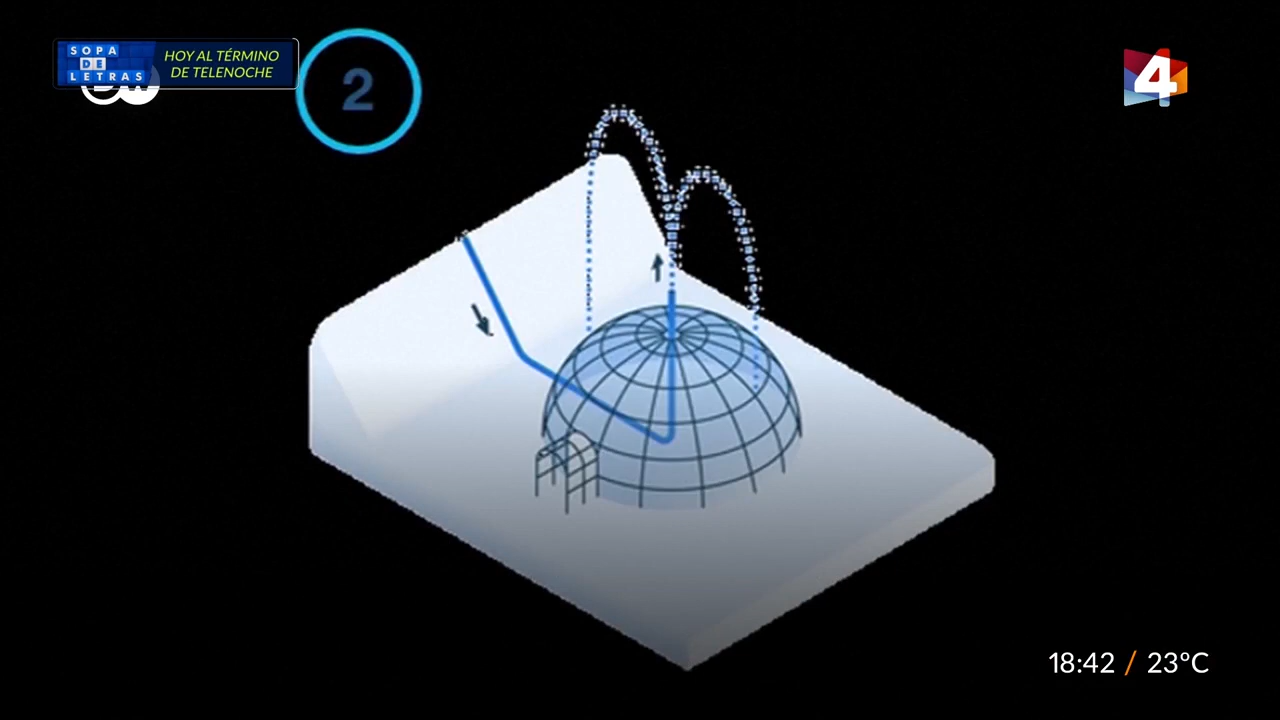 SOPA
DE
LETRAS
HOY AL TÉRMINO
DE TELENOCHE
2
4
18:42 / 23°C